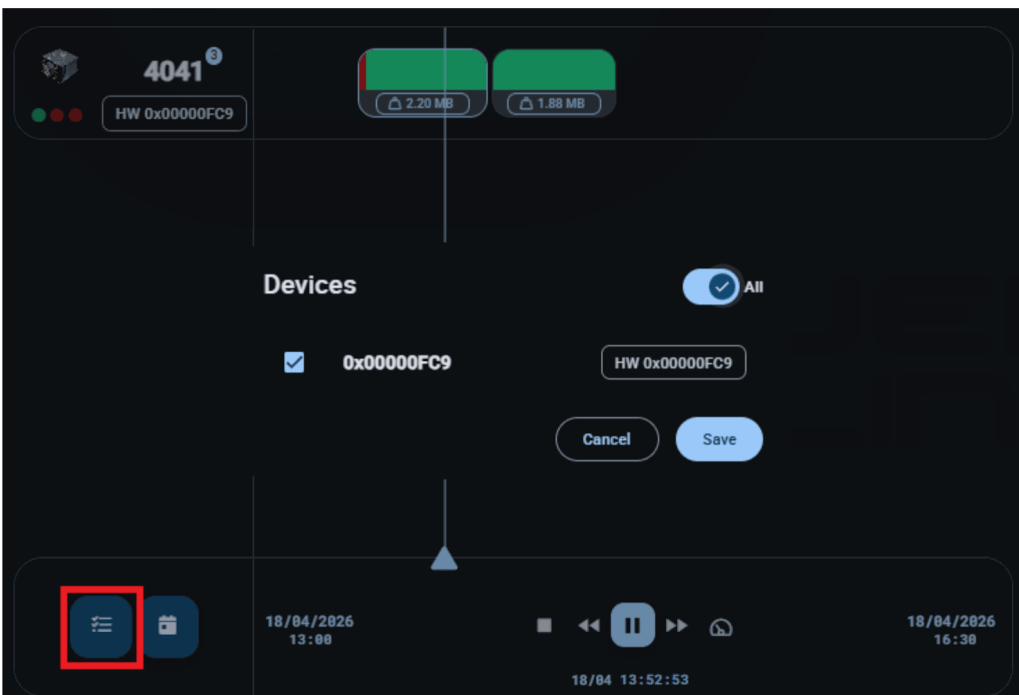 4041
3
HW 0x00000FC9
2.20 MB
1.88 MB
Devices
All
0x00000FC9
HW 0x00000FC9
Cancel
Save
18/04/2026
13:00
18/04 13:52:53
18/04/2026
16:30